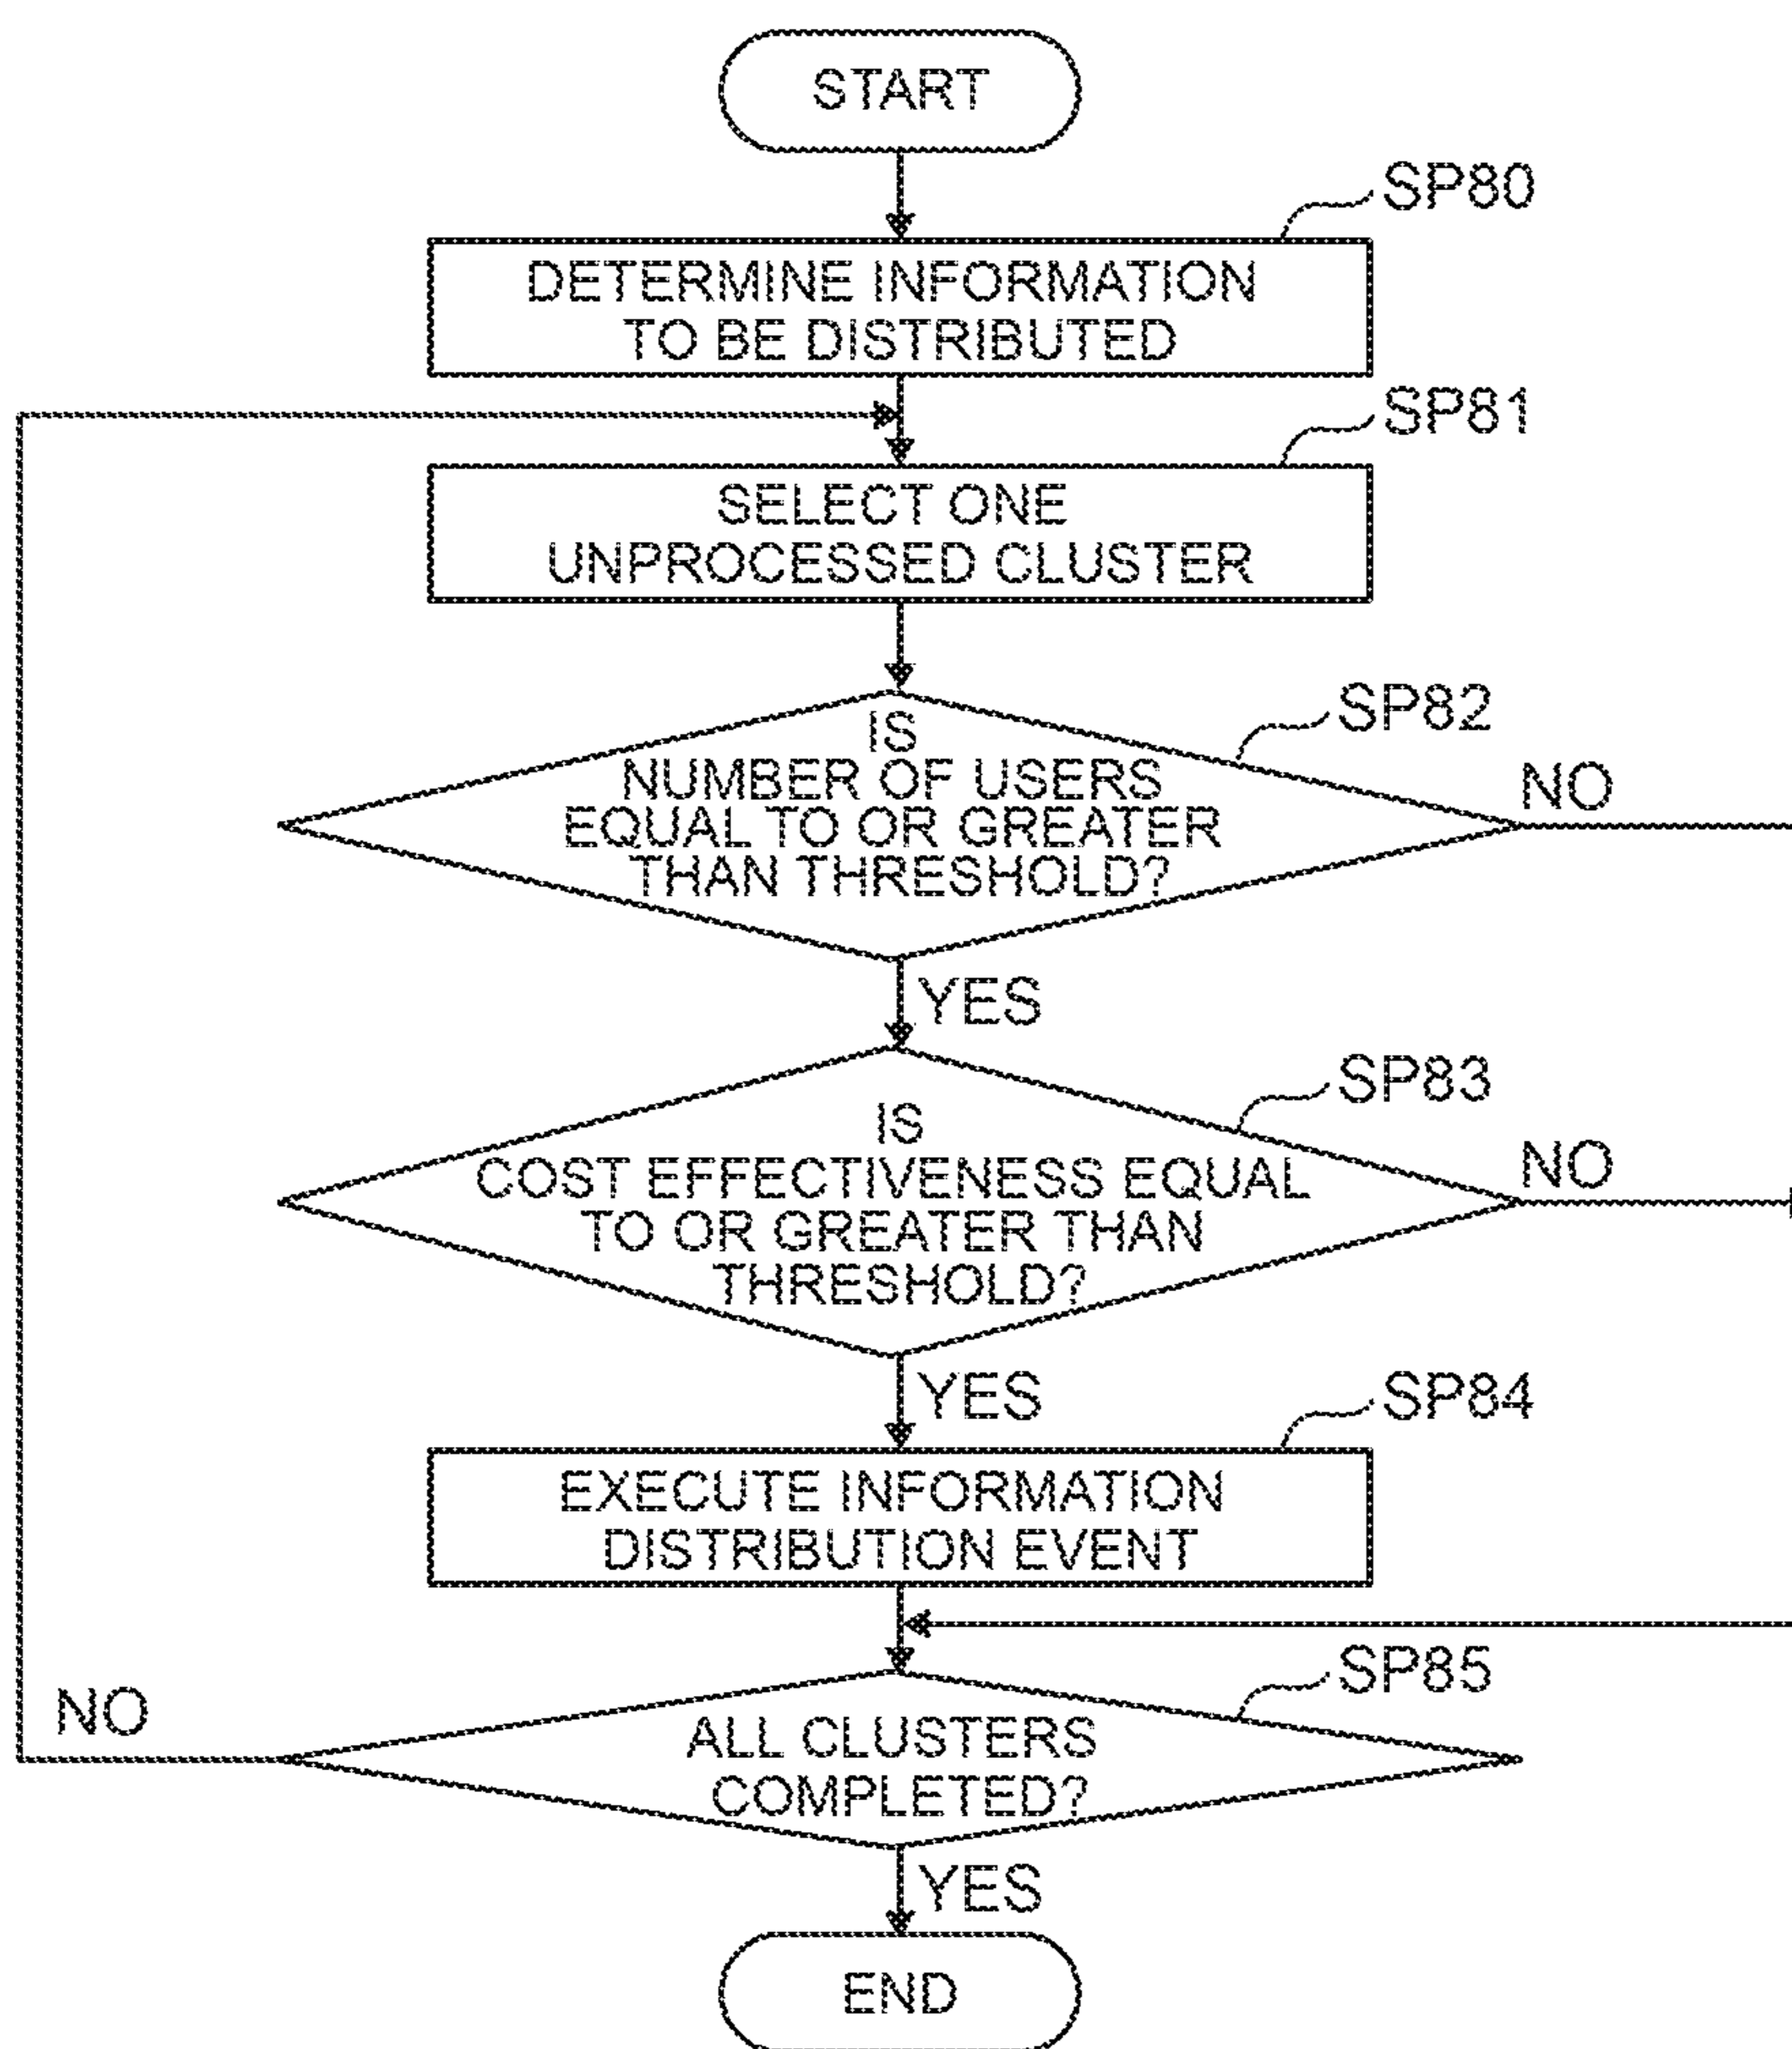 START
SP80
DETERMINE INFORMATION
TO BE DISTRIBUTED
SP81
SELECT ONE
UNPROCESSED CLUSTER
SP82
IS
NUMBER OF USERS
EQUAL TO OR GREATER
THAN THRESHOLD?
NO
YES
SP83
IS
COST EFFECTIVENESS EQUAL
TO OR GREATER THAN
THRESHOLD?
NO
YES
SP84
EXECUTE INFORMATION
DISTRIBUTION EVENT
SP85
ALL CLUSTERS
COMPLETED?
NO
YES
END